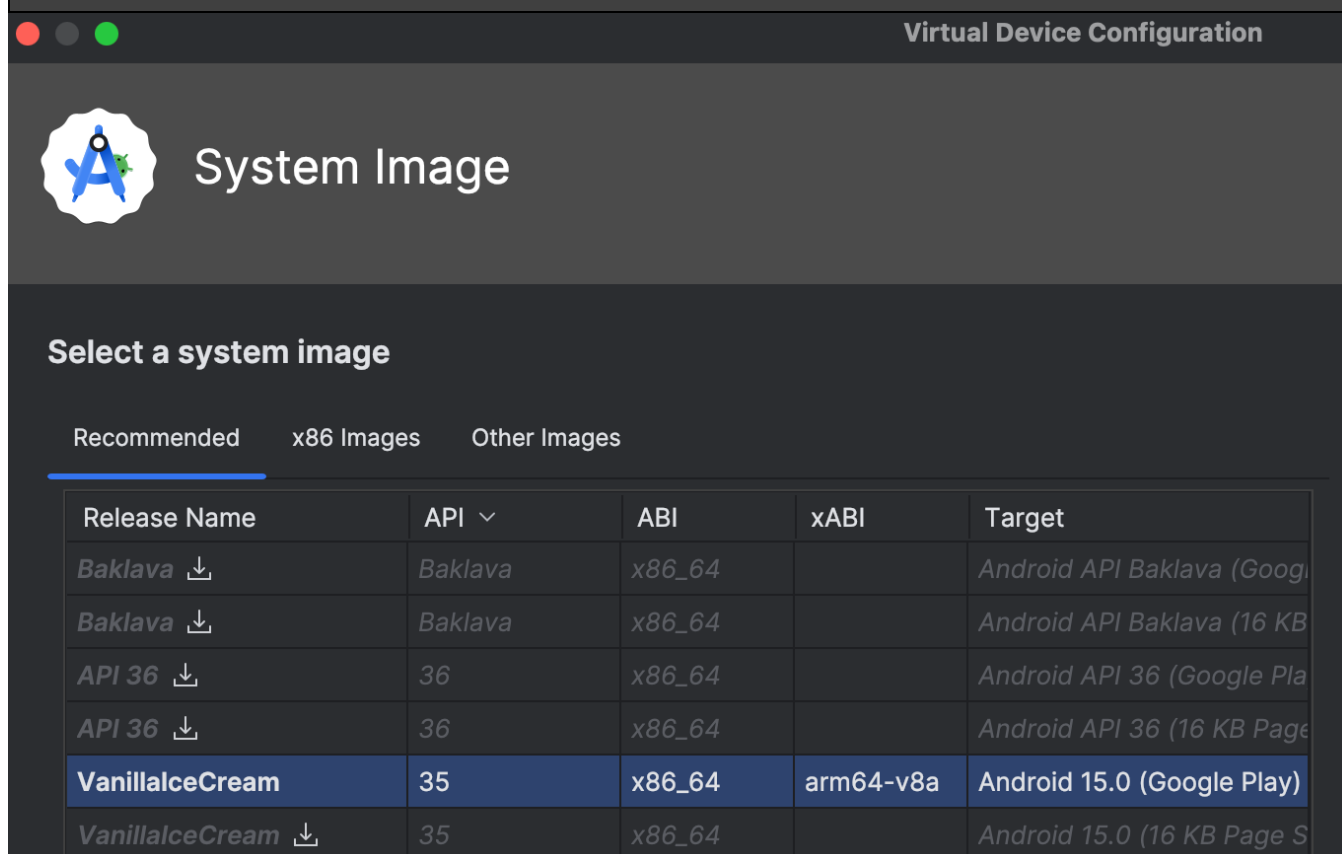 Virtual Device Configuration
System Image
Select a system image
Recommended x86 Images Other Images
Release Name API ABI xABI Target
Baklava Baklava x86_64 Android API Baklava (Googl
Baklava Baklava x86_64 Android API Baklava (16 KB
API 36 36 x86_64 Android API 36 (Google Pla
API 36 36 x86_64 Android API 36 (16 KB Page
VanillaIceCream 35 x86_64 arm64-v8a Android 15.0 (Google Play)
VanillaIceCream 35 x86_64 Android 15.0 (16 KB Page S